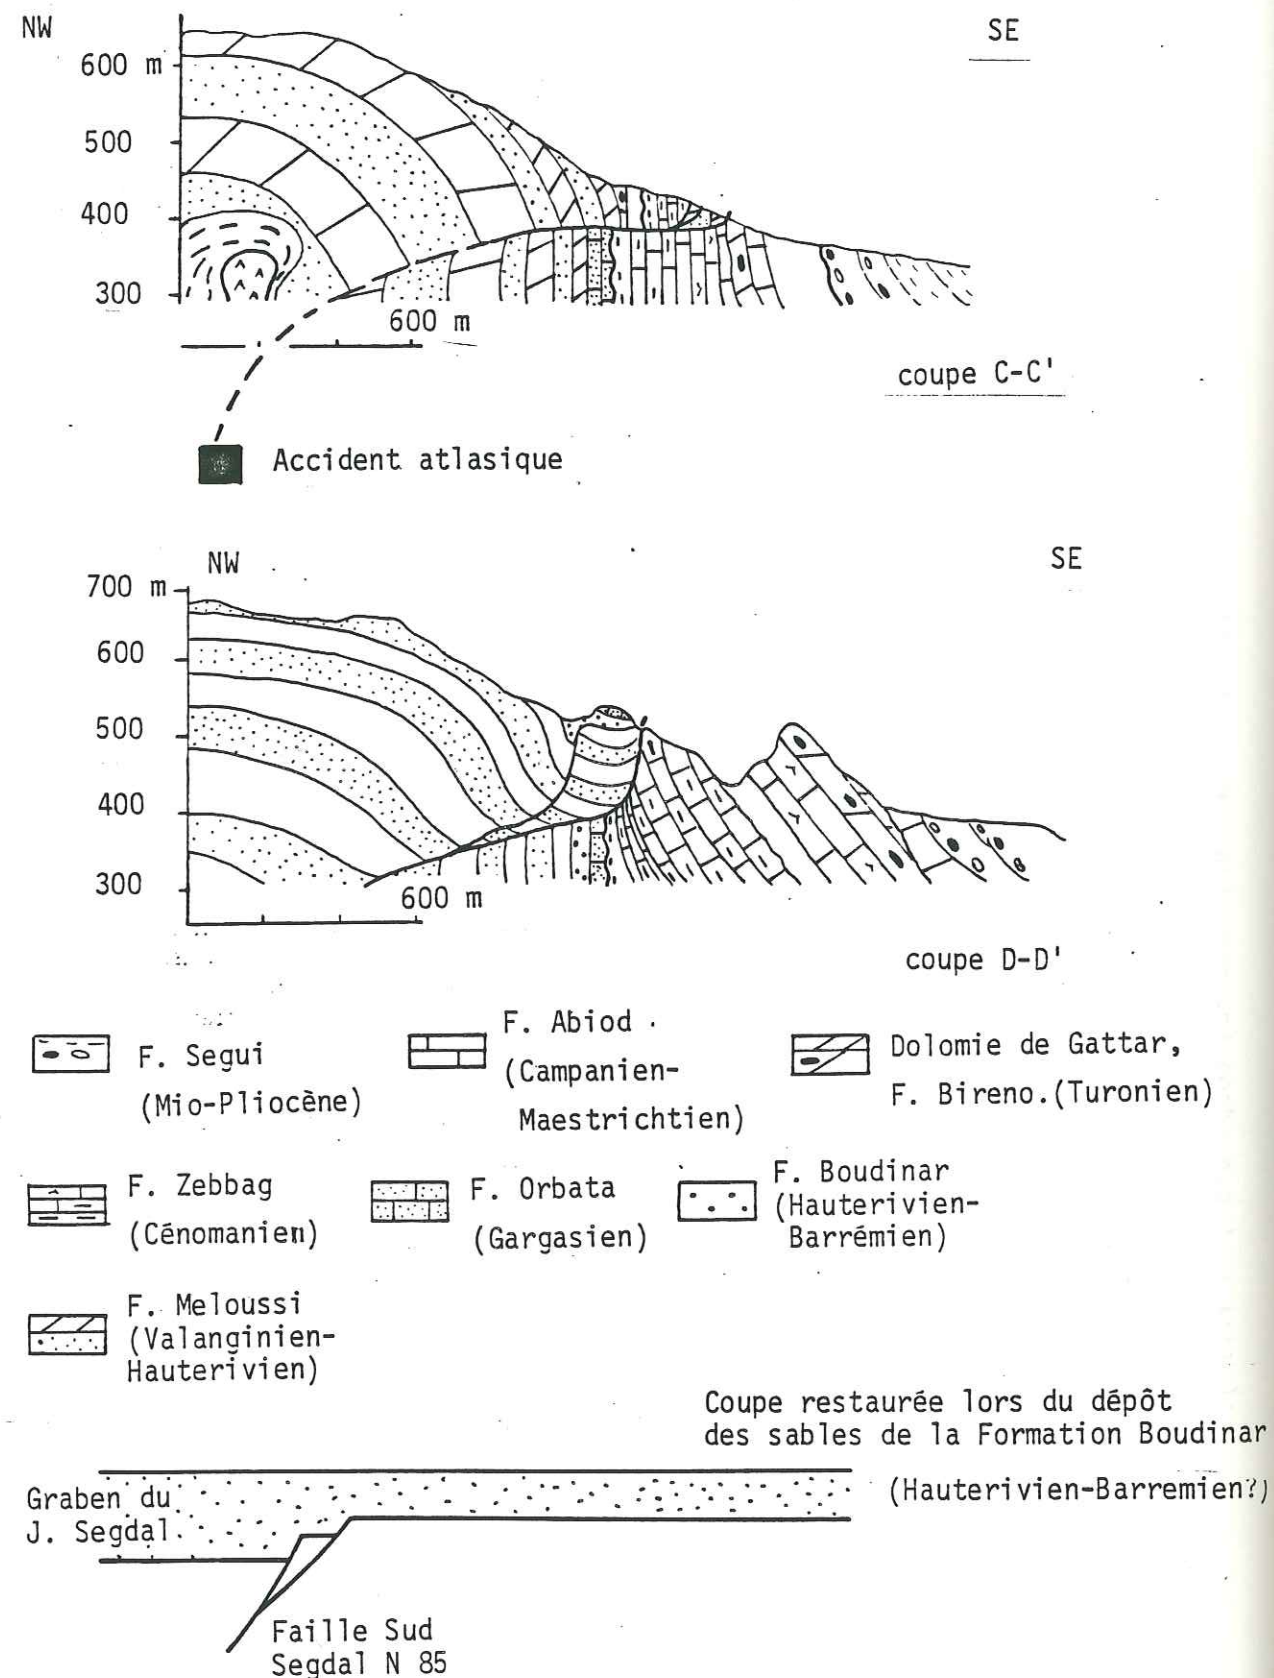 NW
SE
600 m
500
400
300
600 m
coupe C-C'
Accident atlasique
NW
SE
700 m
600
500
400
300
600 m
coupe D-D'
F. Segui
(Mio-Pliocène)
F. Abiod
(Campanien-
Maestrichtien)
Dolomie de Gattar,
F. Bireno.(Turonien)
F. Zebbag
(Cénomanien)
F. Orbata
(Gargasien)
F. Boudinar
(Hauterivien-
Barrémien)
F. Meloussi
(Valanginien-
Hauterivien)
Coupe restaurée lors du dépôt
des sables de la Formation Boudinar
(Hauterivien-Barremien?)
Graben du
J. Segdal
Faille Sud
Segdal N 85